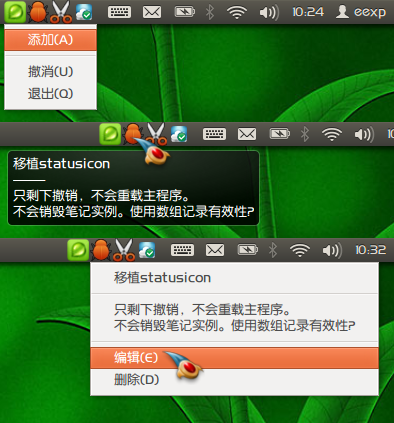 10:24 eexp
添加(A)
撤消(U)
退出(Q)
10
移植statusicon
只剩下撤销，不会重载主程序。
不会销毁笔记实例。使用数组记录有效性?
10:32
移植statusicon
只剩下撤销，不会重载主程序。
不会销毁笔记实例。使用数组记录有效性?
编辑(E)
删除(D)